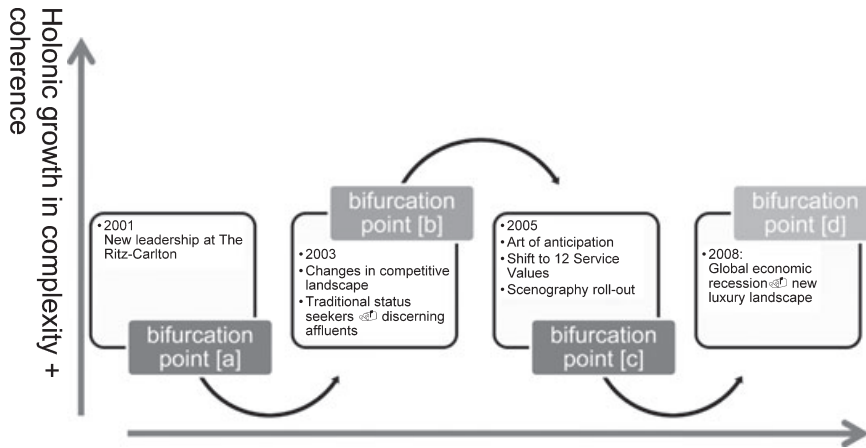 Holonic growth in complexity +
coherence
• 2001
New leadership at The
Ritz-Carlton
bifurcation
point [a]
bifurcation
point [b]
• 2003
• Changes in competitive
landscape
• Traditional status
seekers ☜ discerning
affluents
• 2005
• Art of anticipation
• Shift to 12 Service
Values
• Scenography roll-out
bifurcation
point [c]
bifurcation
point [d]
• 2008:
Global economic
recession ☜ new
luxury landscape